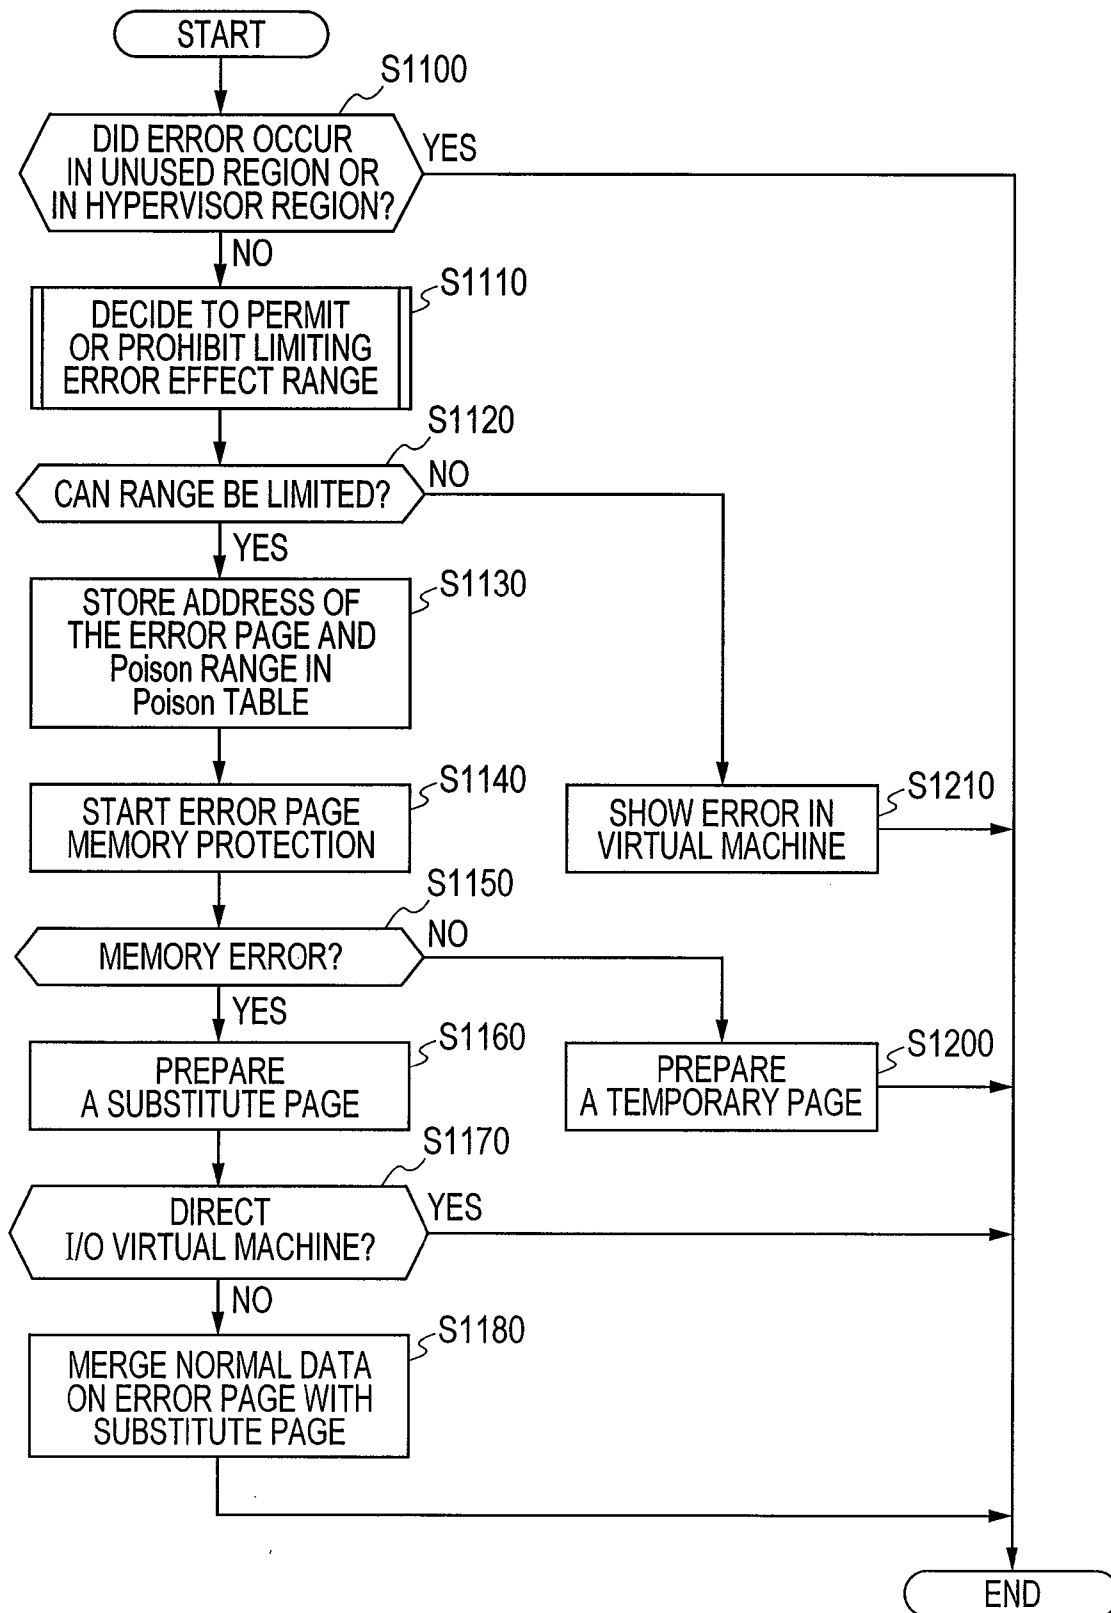 START
S1100
DID ERROR OCCUR
IN UNUSED REGION OR
IN HYPERVISOR REGION?
YES
NO
S1110
DECIDE TO PERMIT
OR PROHIBIT LIMITING
ERROR EFFECT RANGE
S1120
CAN RANGE BE LIMITED?
NO
YES
S1130
STORE ADDRESS OF
THE ERROR PAGE AND
Poison RANGE IN
Poison TABLE
S1140
START ERROR PAGE
MEMORY PROTECTION
S1210
SHOW ERROR IN
VIRTUAL MACHINE
S1150
MEMORY ERROR?
NO
YES
S1160
PREPARE
A SUBSTITUTE PAGE
S1200
PREPARE
A TEMPORARY PAGE
S1170
DIRECT
I/O VIRTUAL MACHINE?
YES
NO
S1180
MERGE NORMAL DATA
ON ERROR PAGE WITH
SUBSTITUTE PAGE
END